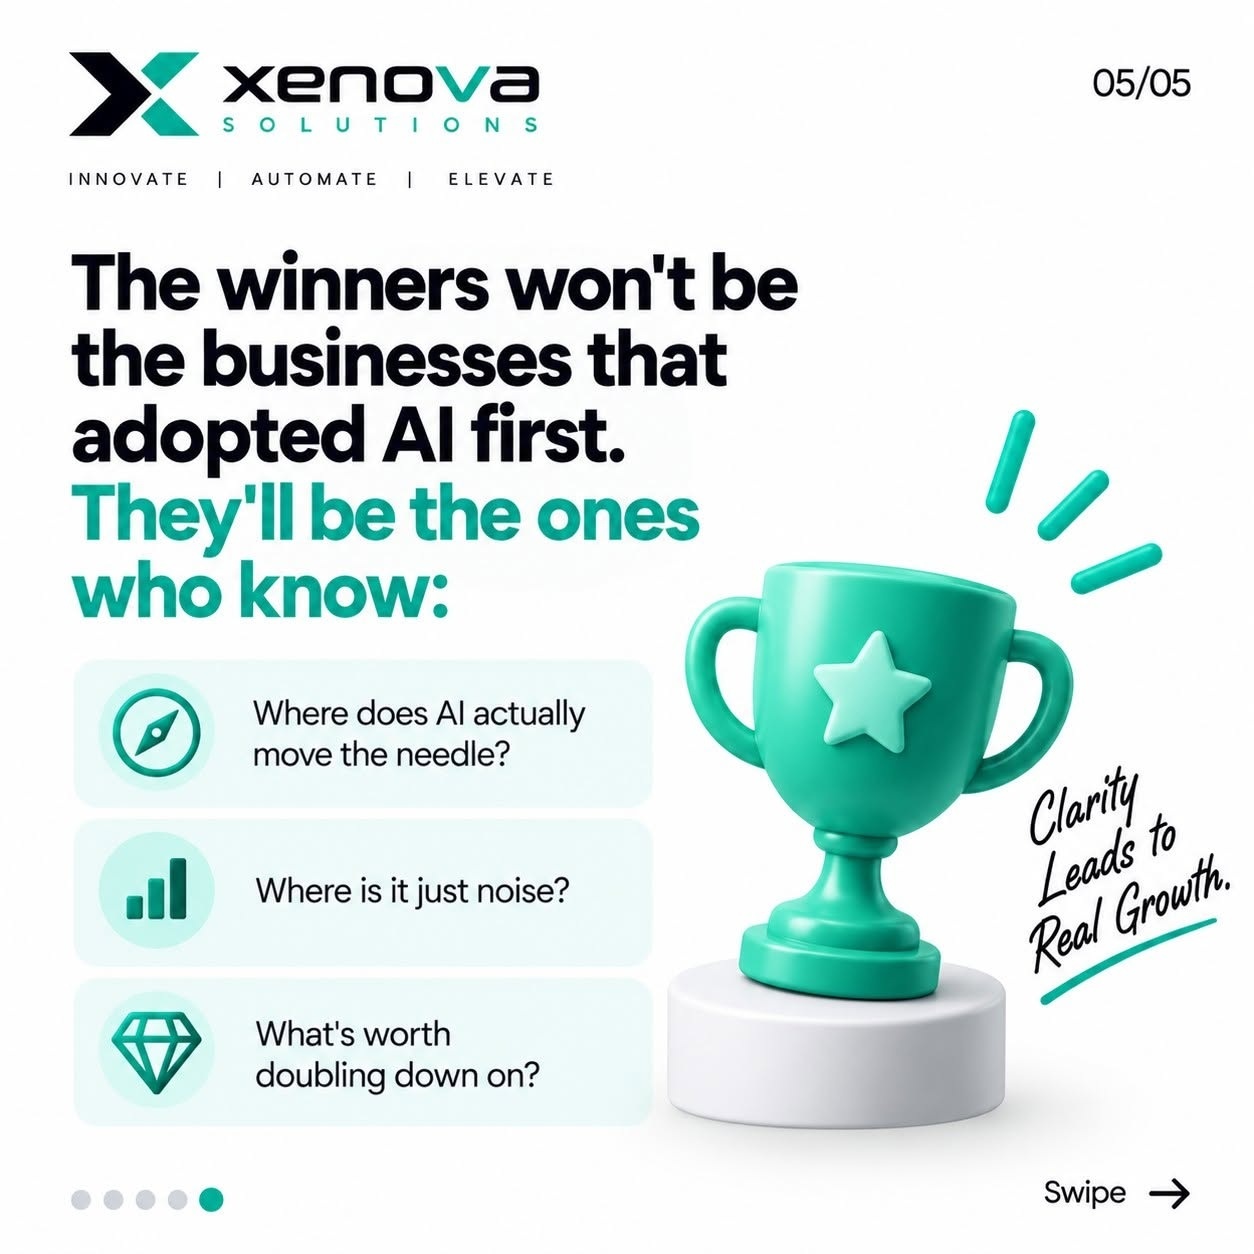 xenova
SOLUTIONS
INNOVATE | AUTOMATE | ELEVATE
05/05
The winners won't be
the businesses that
adopted AI first.
They'll be the ones
who know:
Where does AI actually
move the needle?
Where is it just noise?
What's worth
doubling down on?
Clarity
Leads to
Real Growth.
Swipe →